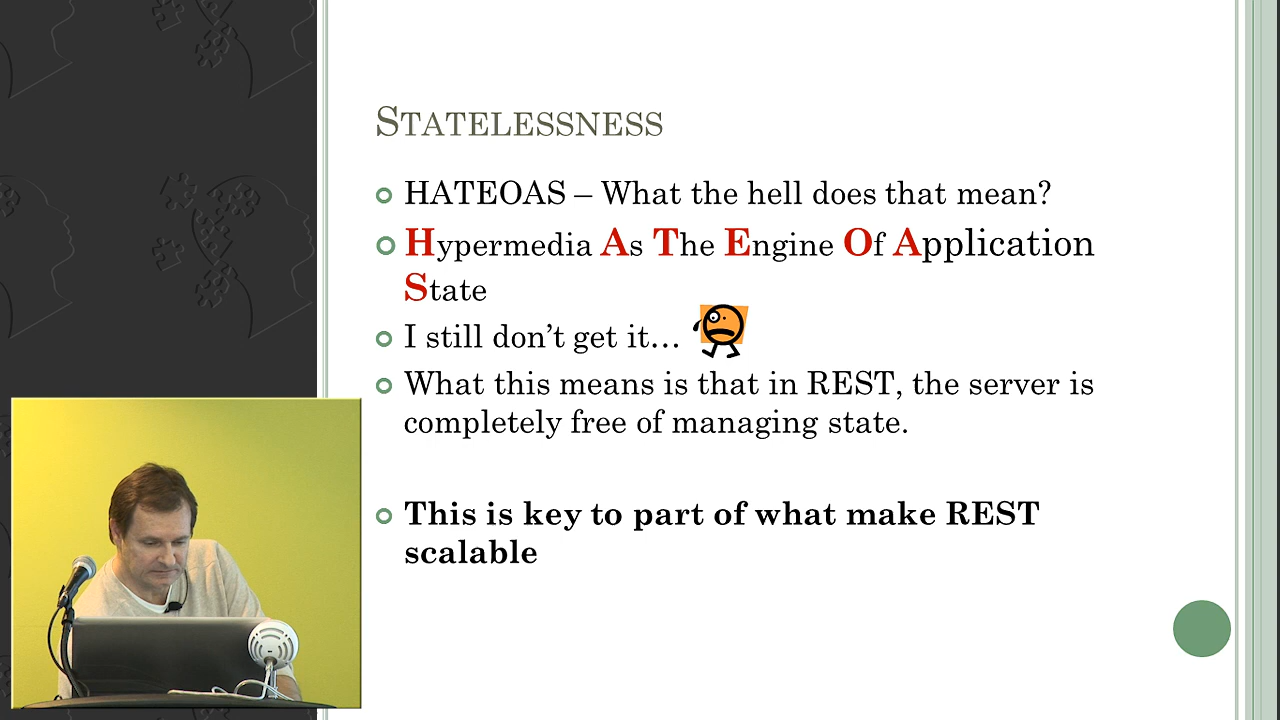 STATELESSNESS
HATEOAS – What the hell does that mean?
Hypermedia As The Engine Of Application
State
I still don't get it…
What this means is that in REST, the server is
completely free of managing state.
This is key to part of what make REST
scalable